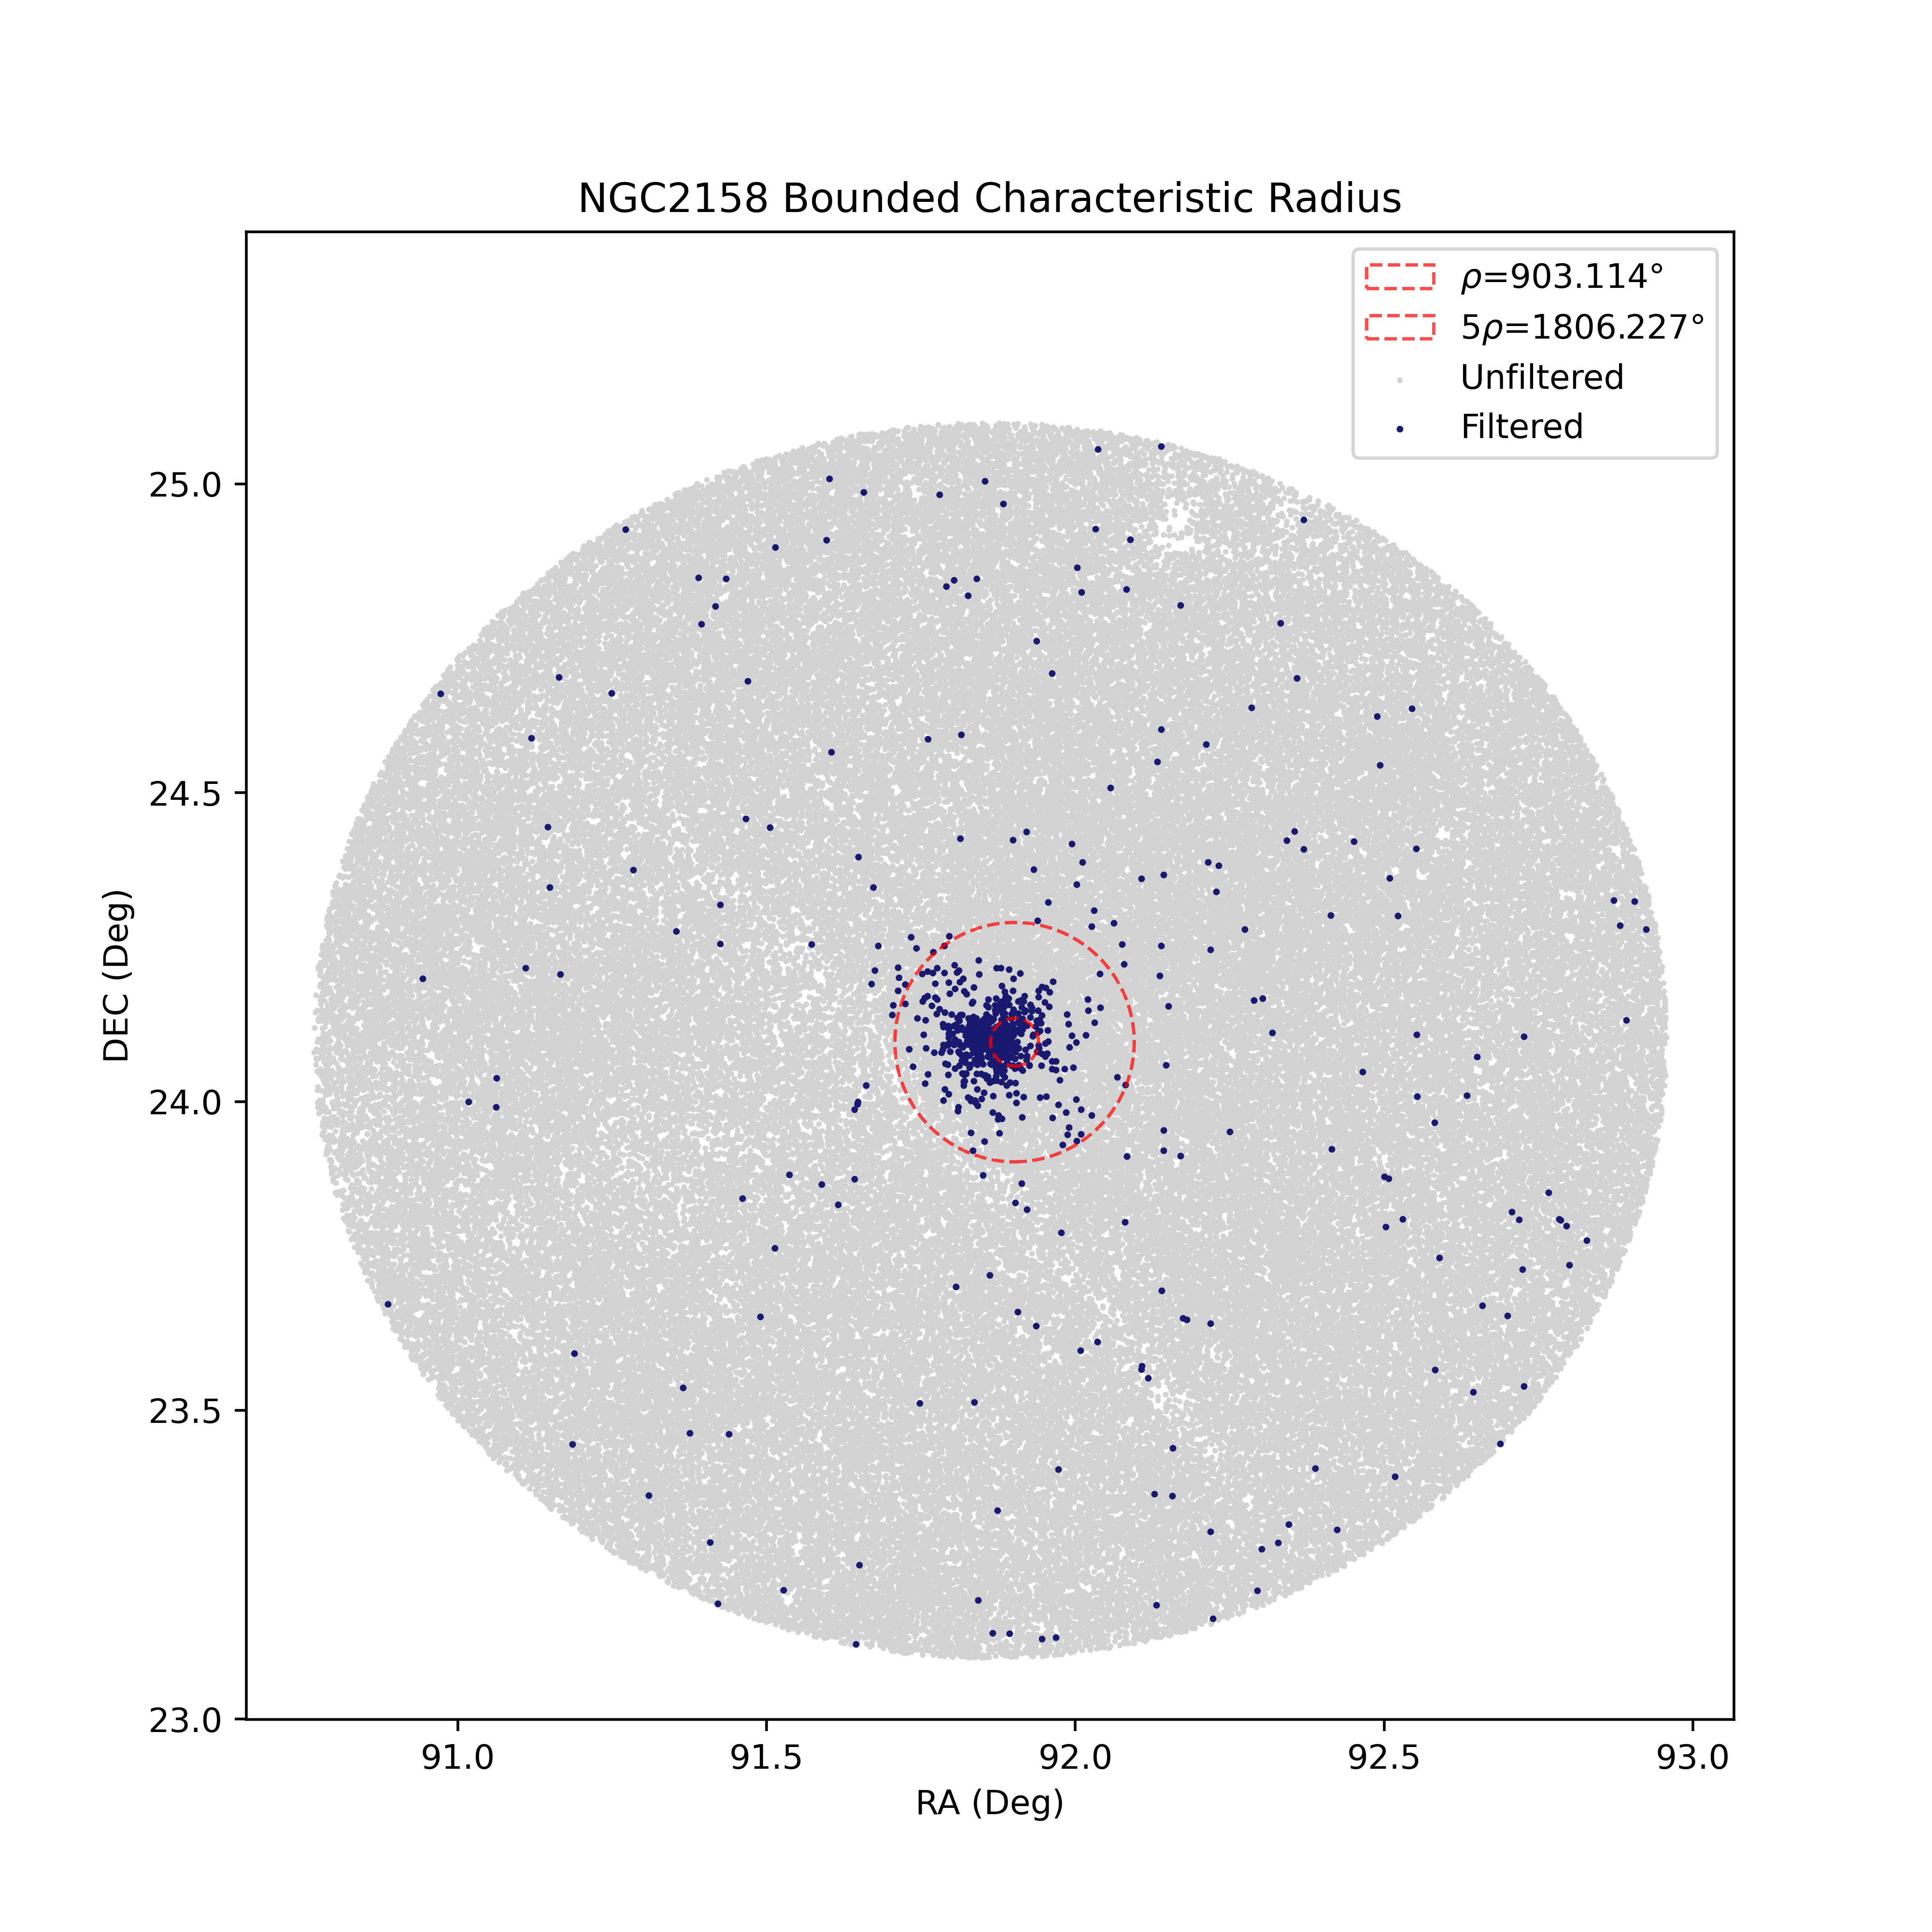 NGC2158 Bounded Characteristic Radius
ρ=903.114°
5ρ=1806.227°
Unfiltered
Filtered
25.0
24.5
24.0
23.5
23.0
DEC (Deg)
91.0 91.5 92.0 92.5 93.0
RA (Deg)